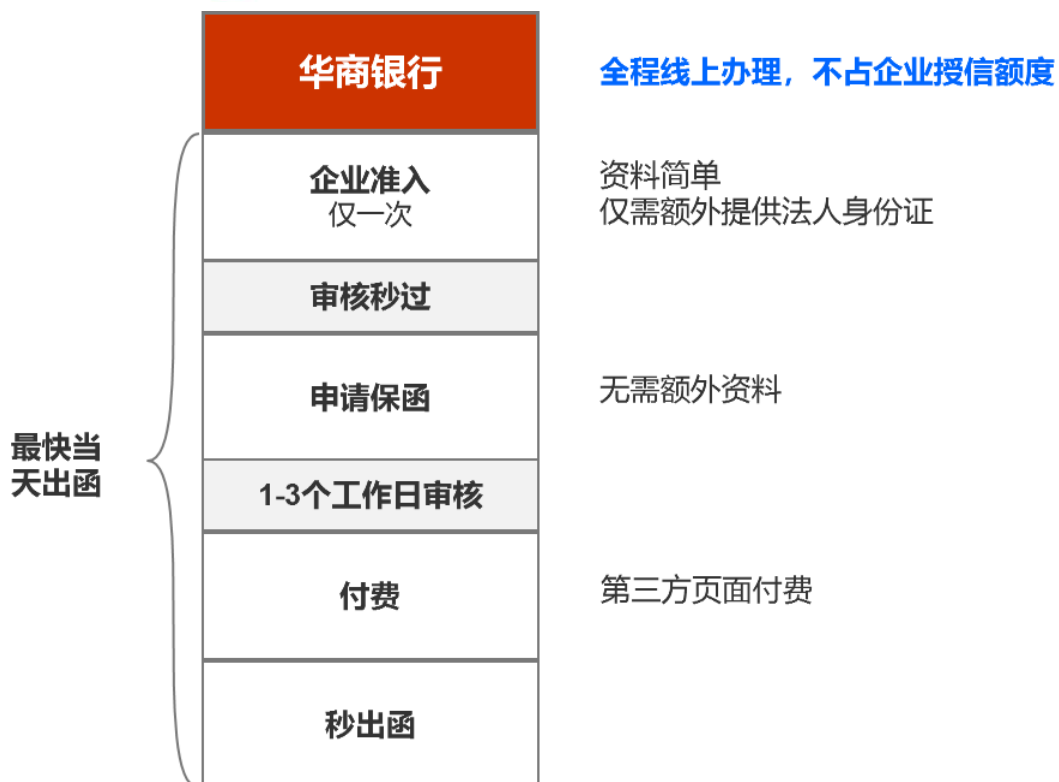 华商银行
全程线上办理，不占企业授信额度
企业准入
仅一次
资料简单
仅需额外提供法人身份证
审核秒过
申请保函
无需额外资料
最快当
天出函
1-3个工作日审核
付费
第三方页面付费
秒出函